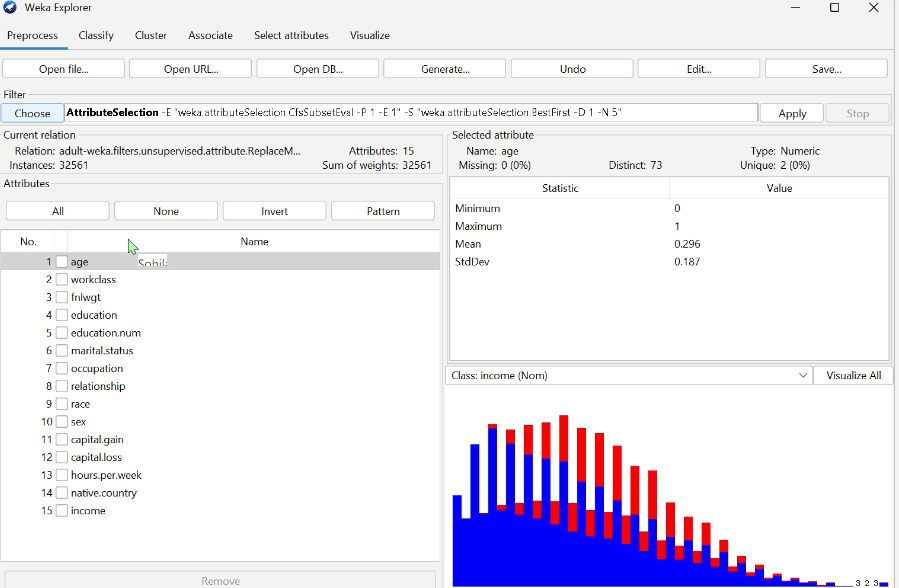 Weka Explorer
Preprocess Classify Cluster Associate Select attributes Visualize
Open file... Open URL... Open DB... Generate... Undo Edit... Save...
Filter
Choose AttributeSelection -E "weka.attributeSelection.CfsSubsetEval -P 1 -E 1" -S "weka.attributeSelection.BestFirst -D 1 -N 5" Apply Stop
Current relation
Relation: adult-weka.filters.unsupervised.attribute.ReplaceM... Attributes: 15
Instances: 32561 Sum of weights: 32561
Attributes
All None Invert Pattern
No. Name
1 age
2 workclass
3 fnlwgt
4 education
5 education.num
6 marital.status
7 occupation
8 relationship
9 race
10 sex
11 capital.gain
12 capital.loss
13 hours.per.week
14 native.country
15 income
Remove
Selected attribute
Name: age Type: Numeric
Missing: 0 (0%) Distinct: 73 Unique: 2 (0%)
Statistic Value
Minimum 0
Maximum 1
Mean 0.296
StdDev 0.187
Class: income (Nom) Visualize All
3 2 3